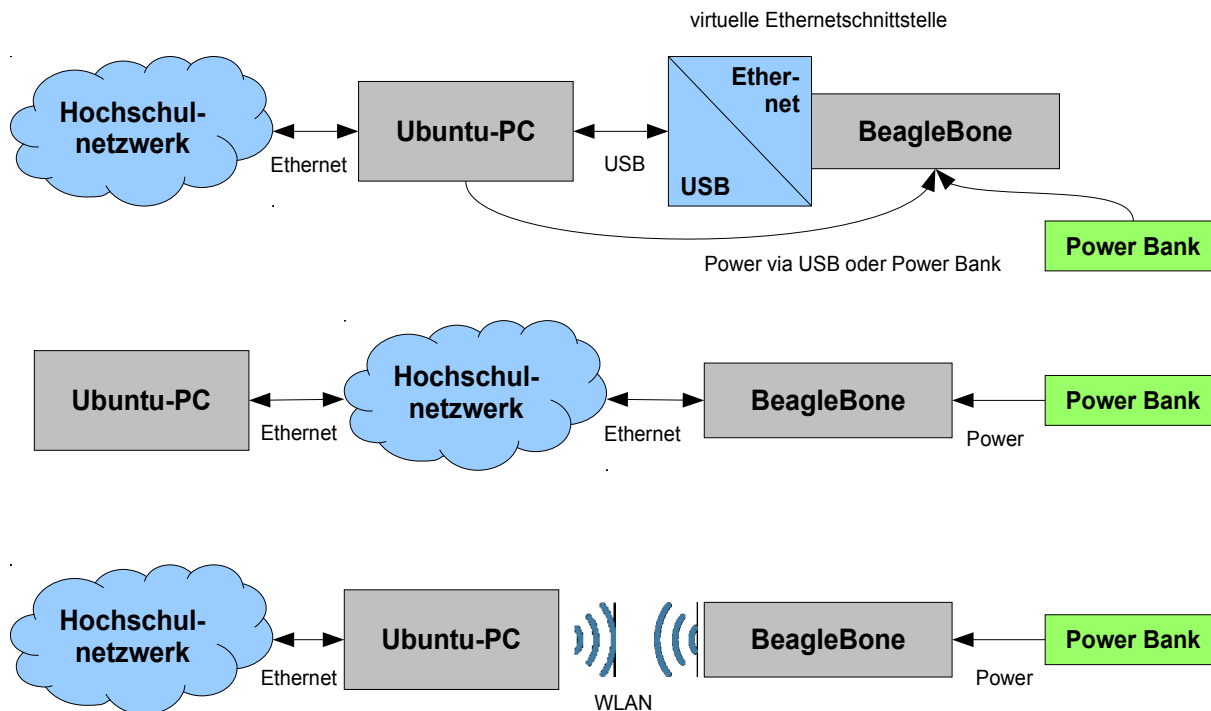 virtuelle Ethernetschnittstelle
Hochschul-
netzwerk
Ethernet
Ubuntu-PC
USB
Ether-
net
USB
BeagleBone
Power via USB oder Power Bank
Power Bank
Ubuntu-PC
Ethernet
Hochschul-
netzwerk
Ethernet
BeagleBone
Power
Power Bank
Hochschul-
netzwerk
Ethernet
Ubuntu-PC
WLAN
BeagleBone
Power
Power Bank